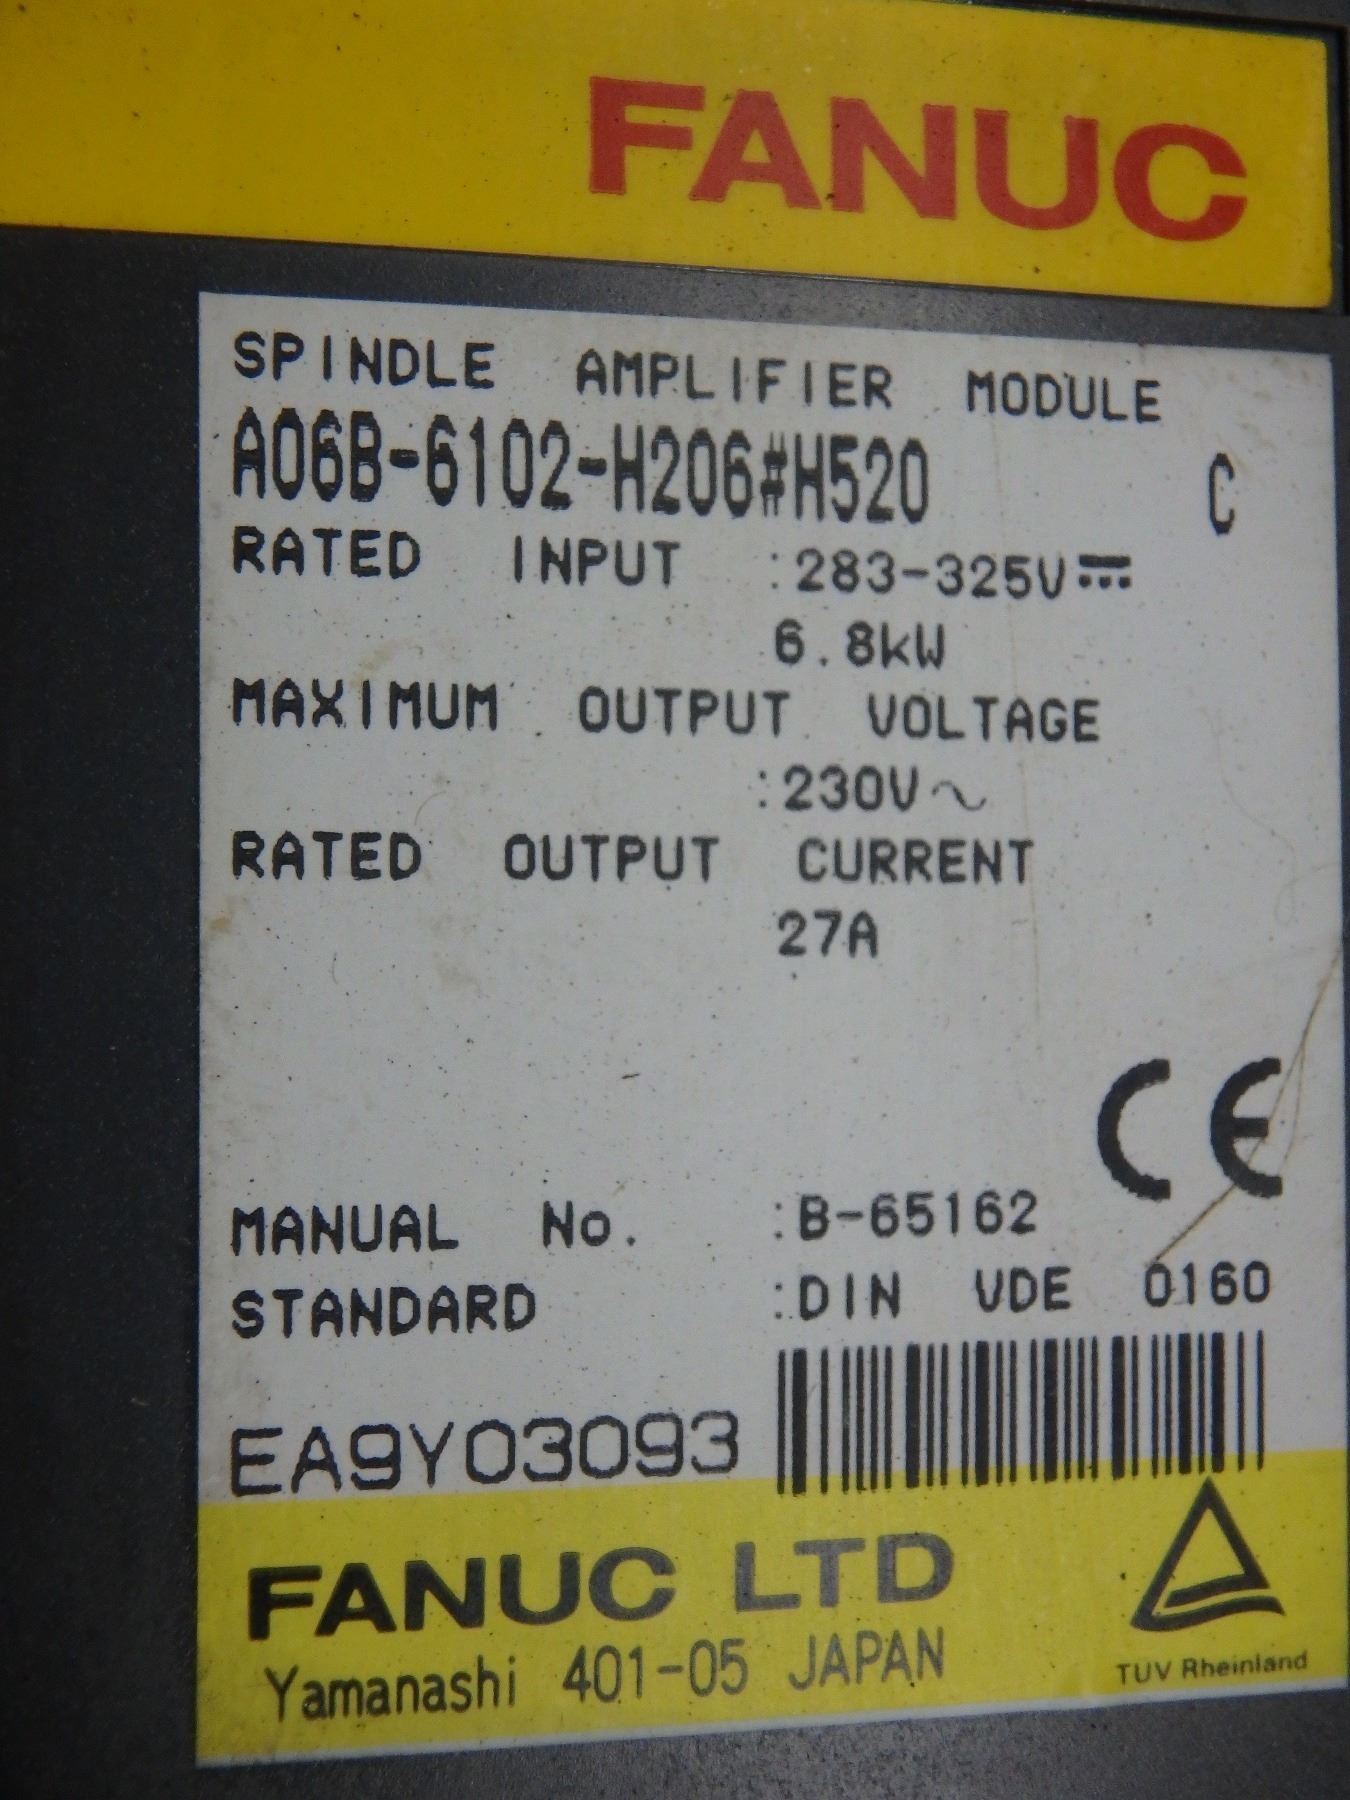 FANUC
SPINDLE AMPLIFIER MODULE
A06B-6102-H206#H520 C
RATED INPUT :283-325V⎓
6.8kW
MAXIMUM OUTPUT VOLTAGE
:230V~
RATED OUTPUT CURRENT
27A
CE
MANUAL No. :B-65162
STANDARD :DIN VDE 0160
EA9Y03093
FANUC LTD
Yamanashi 401-05 JAPAN
TUV Rheinland